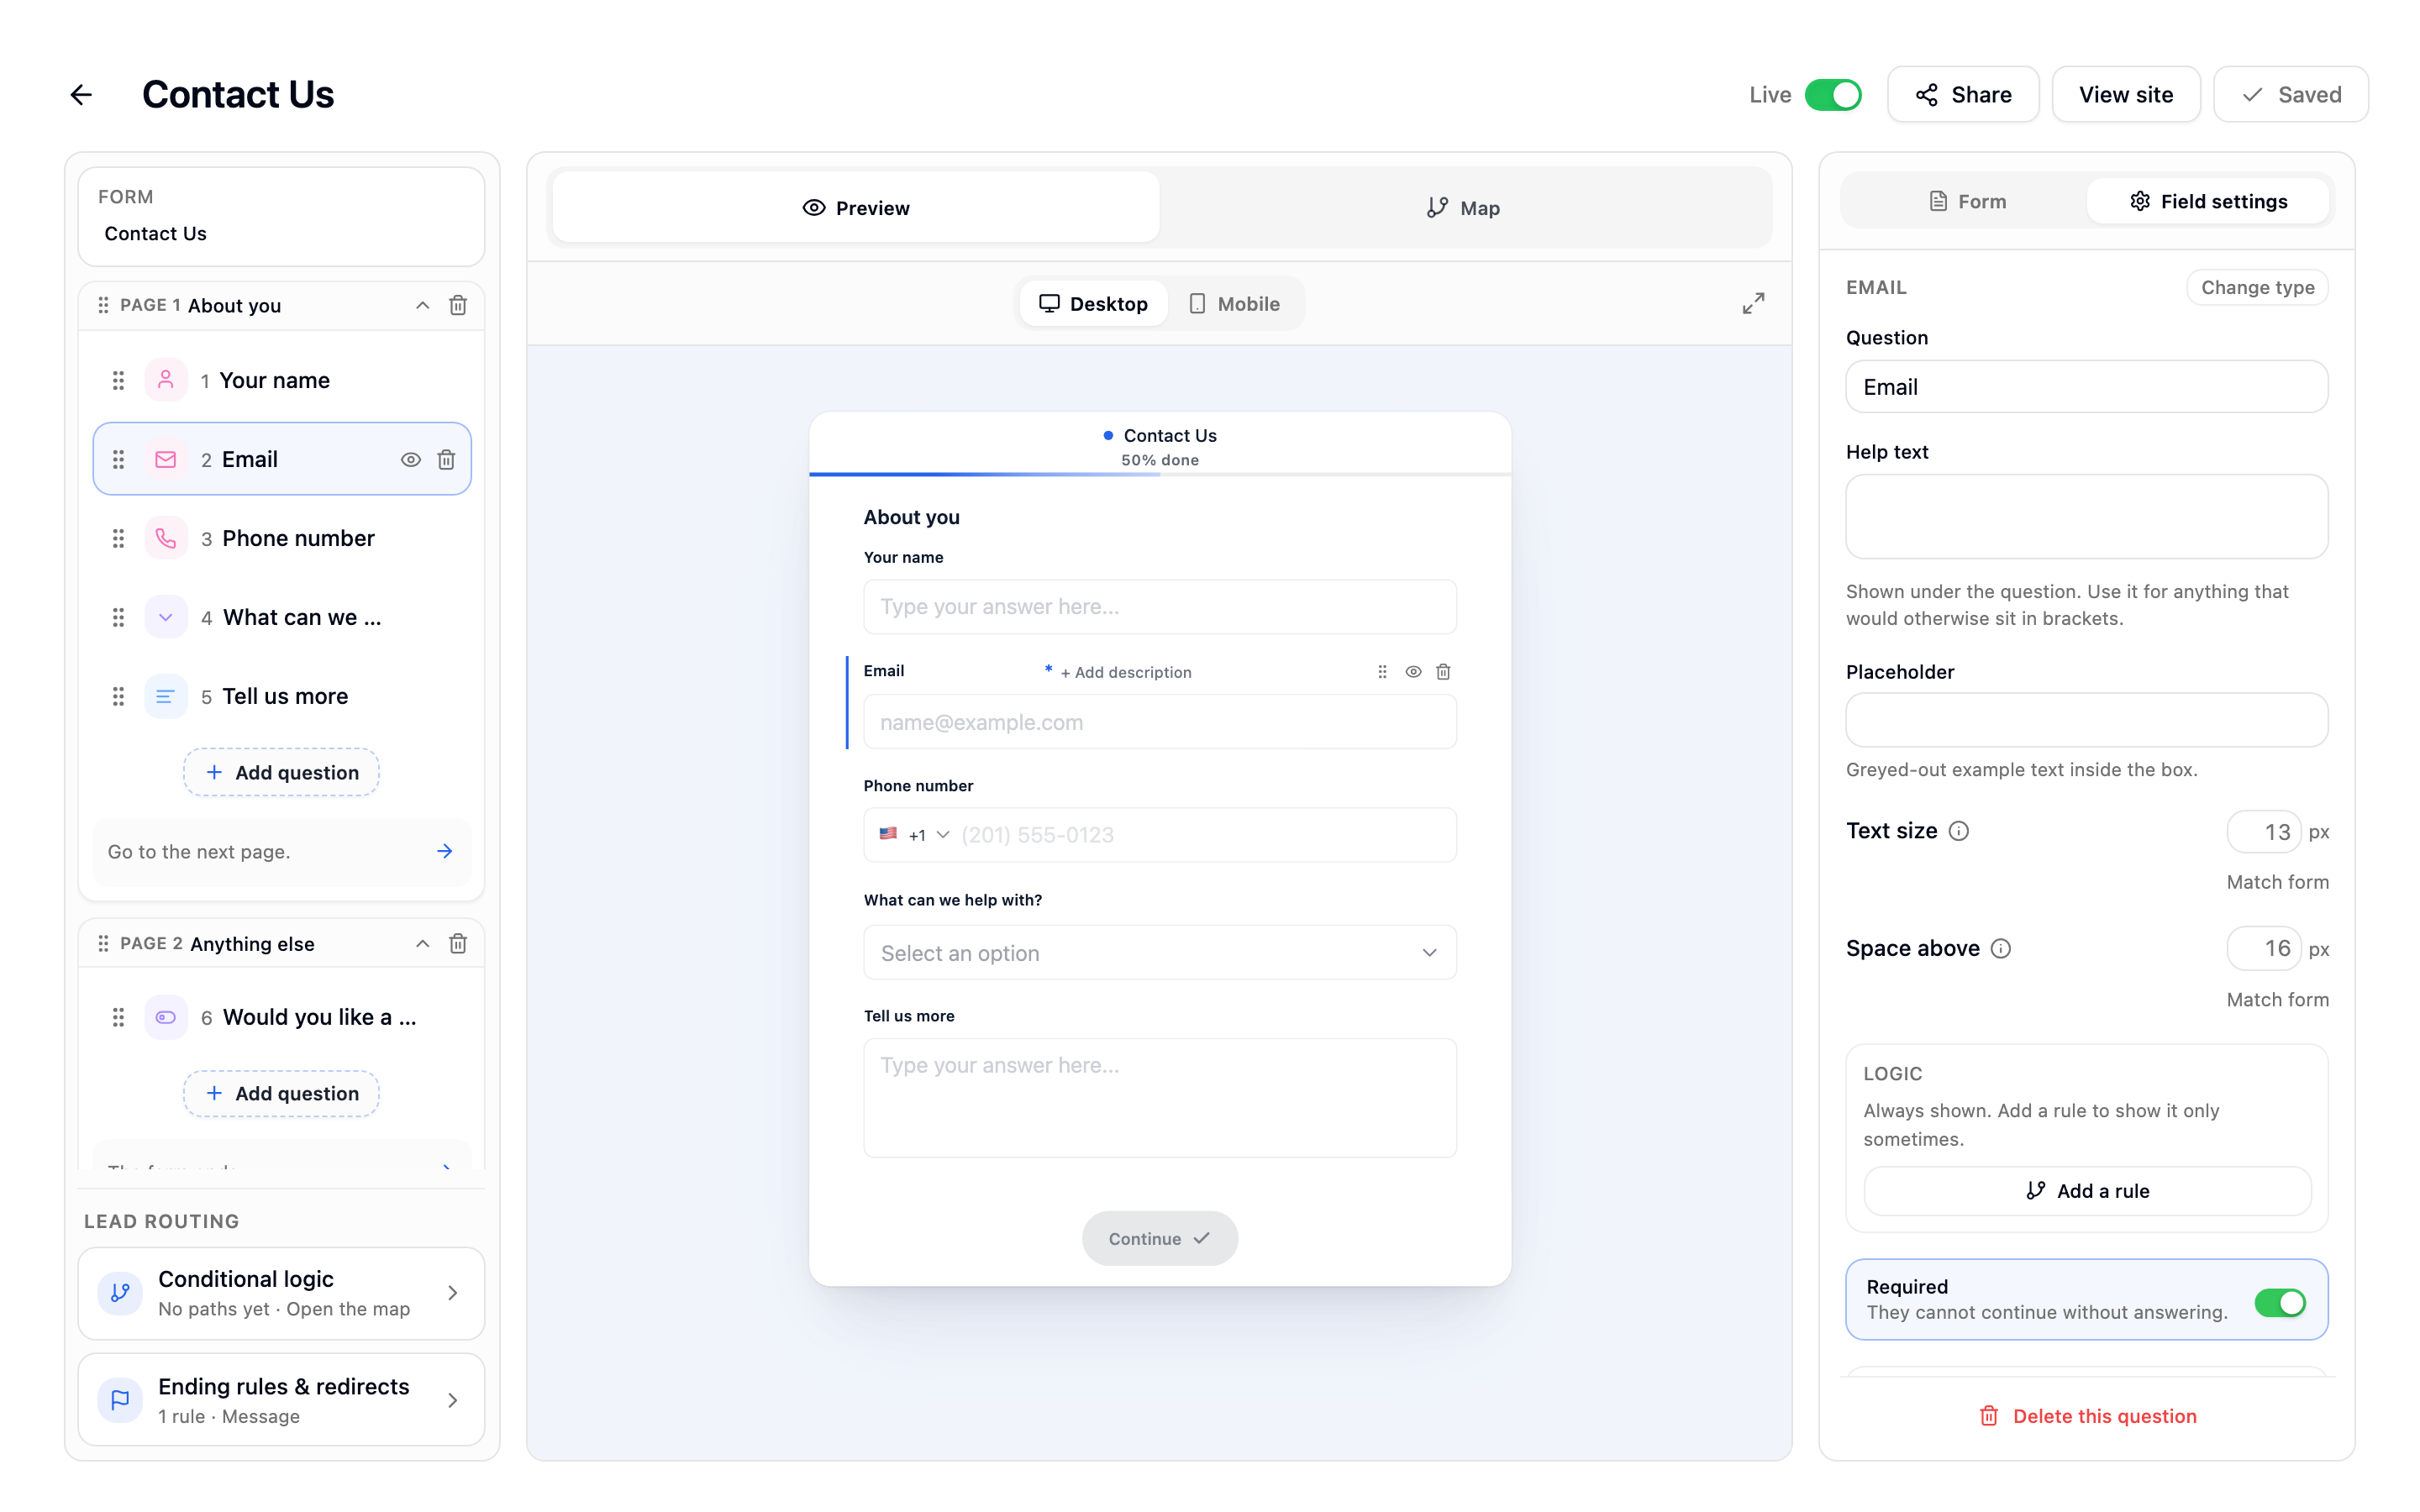 Contact Us
Live
Share
View site
Saved
FORM
Contact Us
PAGE 1 About you
1 Your name
2 Email
3 Phone number
4 What can we ...
5 Tell us more
+ Add question
Go to the next page.
PAGE 2 Anything else
6 Would you like a ...
+ Add question
LEAD ROUTING
Conditional logic
No paths yet · Open the map
Ending rules & redirects
1 rule · Message
Preview
Map
Desktop
Mobile
Contact Us
50% done
About you
Your name
Type your answer here...
Email * + Add description
name@example.com
Phone number
+1 (201) 555-0123
What can we help with?
Select an option
Tell us more
Type your answer here...
Continue
Form
Field settings
EMAIL
Change type
Question
Email
Help text
Shown under the question. Use it for anything that
would otherwise sit in brackets.
Placeholder
Greyed-out example text inside the box.
Text size
13 px
Match form
Space above
16 px
Match form
LOGIC
Always shown. Add a rule to show it only
sometimes.
Add a rule
Required
They cannot continue without answering.
Delete this question